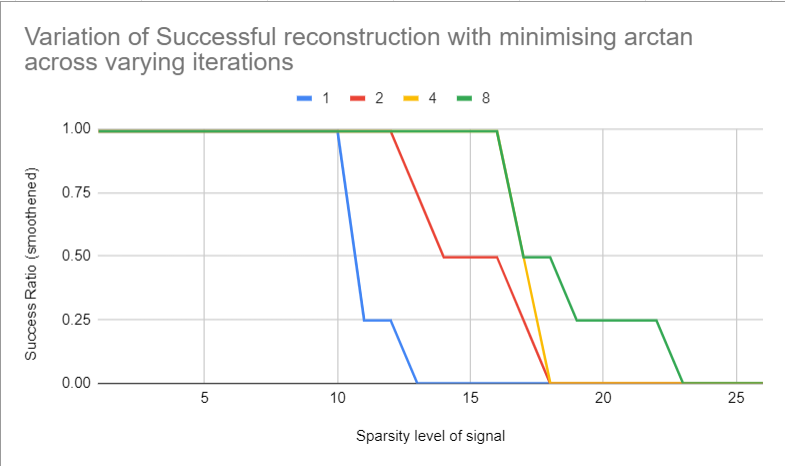 Variation of Successful reconstruction with minimising arctan
across varying iterations
1 2 4 8
Success Ratio (smoothened)
1.00
0.75
0.50
0.25
0.00
5 10 15 20 25
Sparsity level of signal